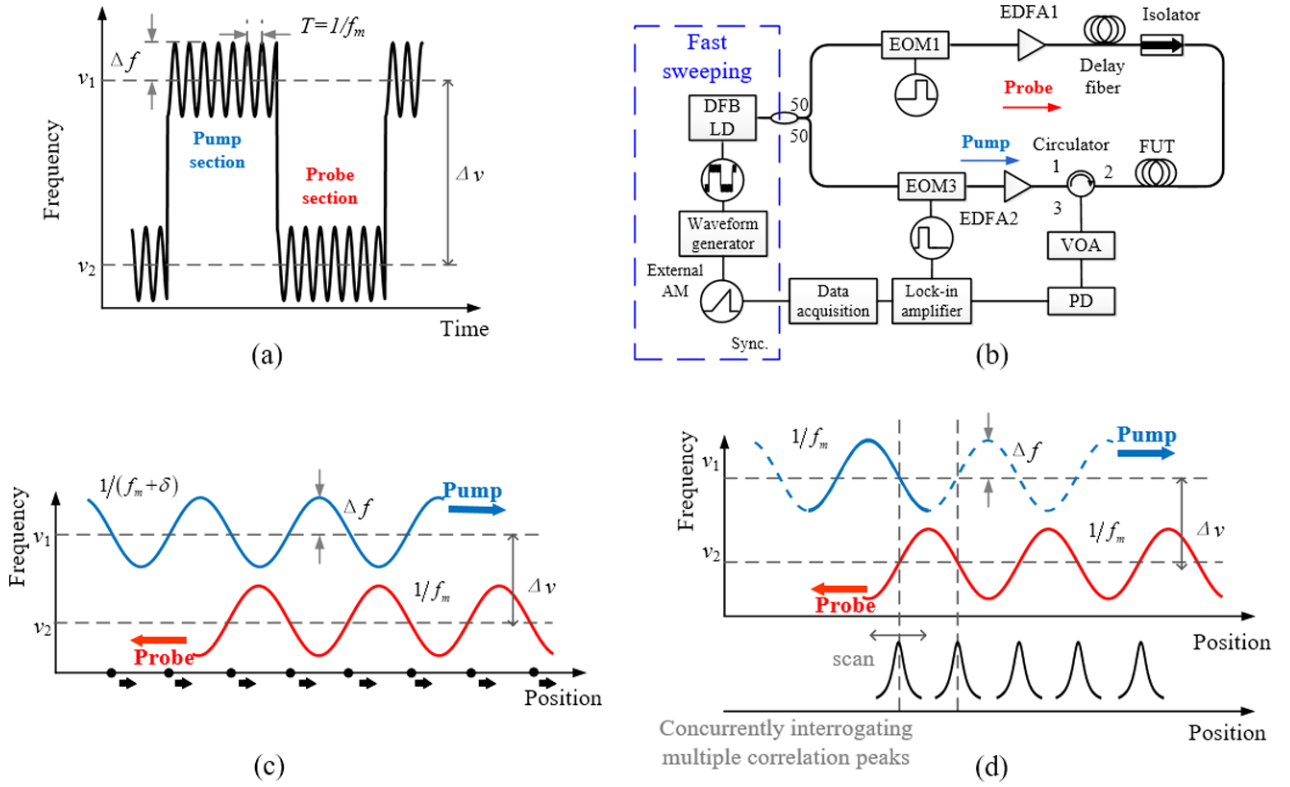 T=1/fm
Δf
ν1
Pump
section
Probe
section
Δν
ν2
Frequency
Time
(a)
Fast
sweeping
DFB
LD
Waveform
generator
External
AM
Sync.
50
50
EOM1
EDFA1
Delay
fiber
Isolator
Probe
Pump
Circulator
1
2
3
FUT
EOM3
EDFA2
VOA
Data
acquisition
Lock-in
amplifier
PD
(b)
1/(fm+δ)
Pump
Δf
ν1
1/fm
Δν
ν2
Probe
Frequency
Position
(c)
1/fm
Pump
Δf
ν1
1/fm
Δν
ν2
Probe
Frequency
Position
scan
Position
Concurrently interrogating
multiple correlation peaks
(d)